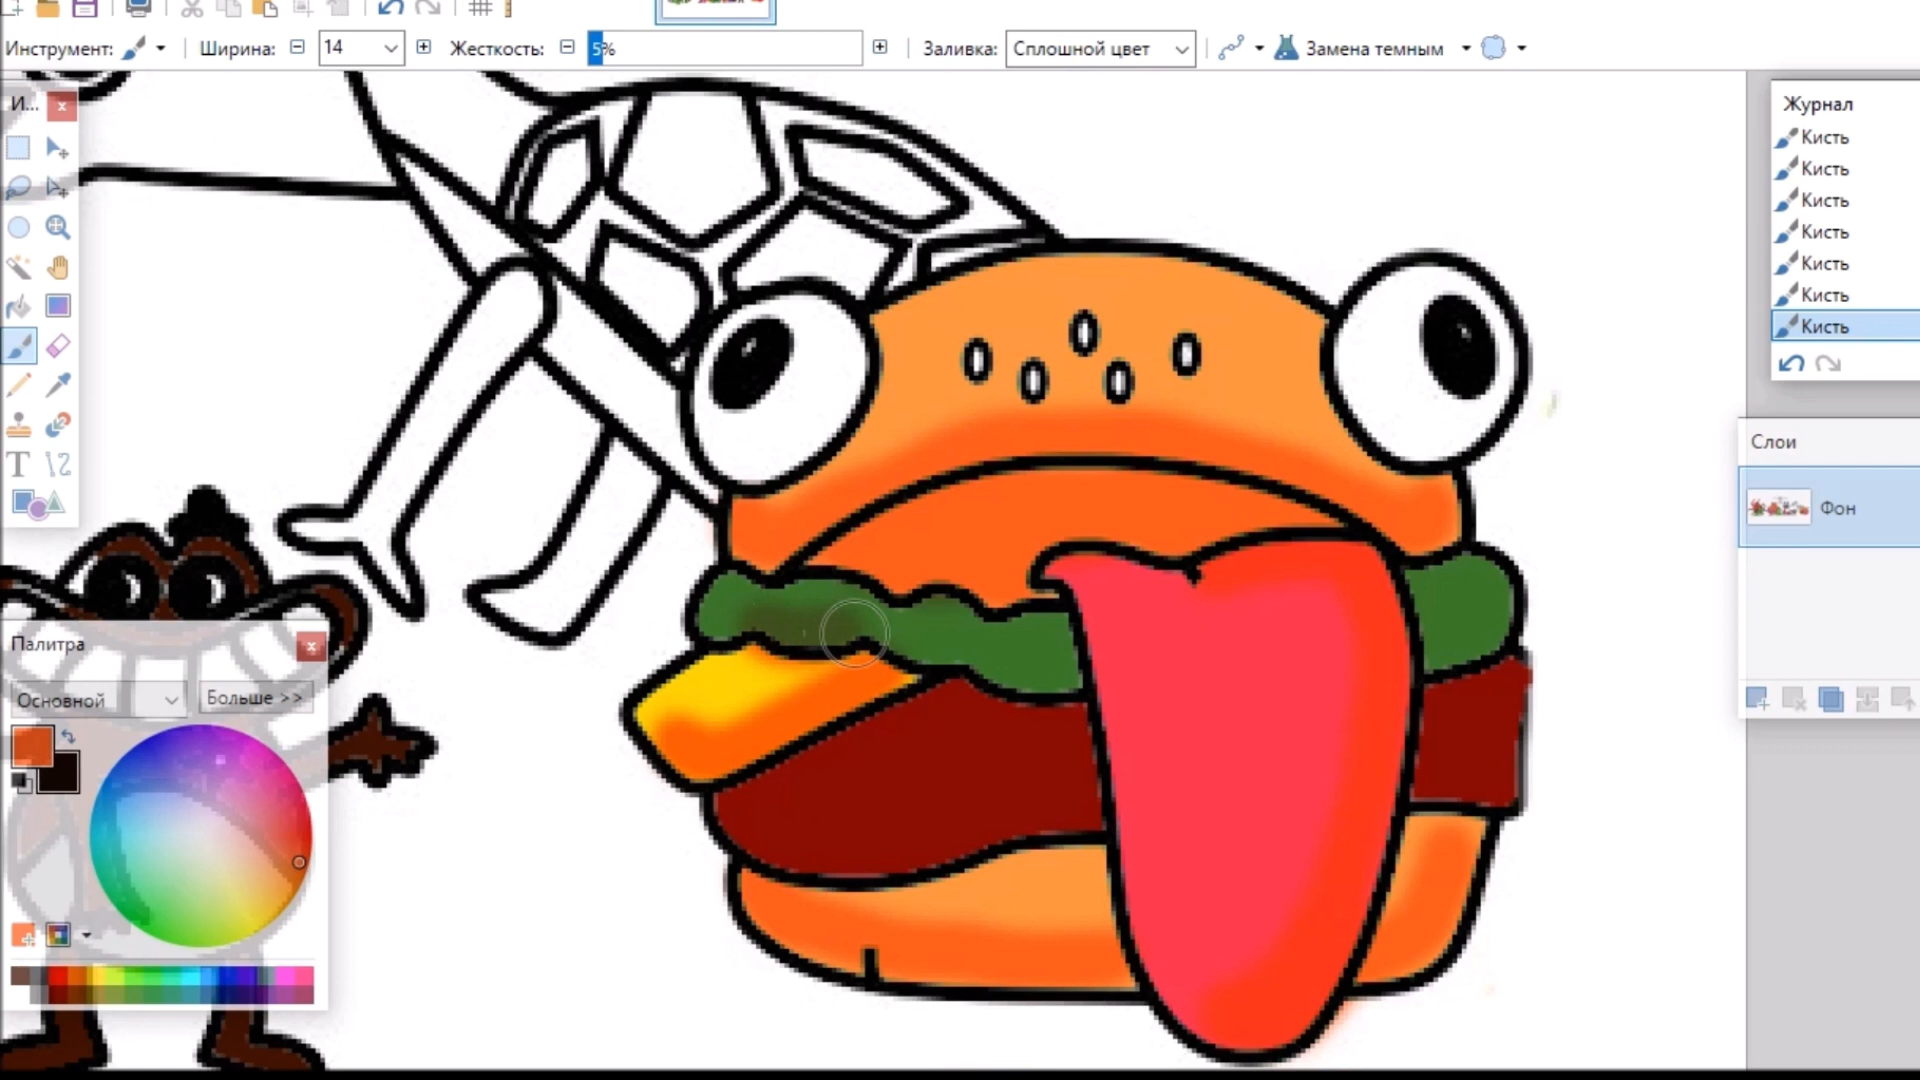 Инструмент: Ширина: 14 Жесткость: 5% Заливка: Сплошной цвет Замена темным
И...
Журнал
Кисть
Кисть
Кисть
Кисть
Кисть
Кисть
Кисть
Слои
Фон
Палитра
Основной Больше >>